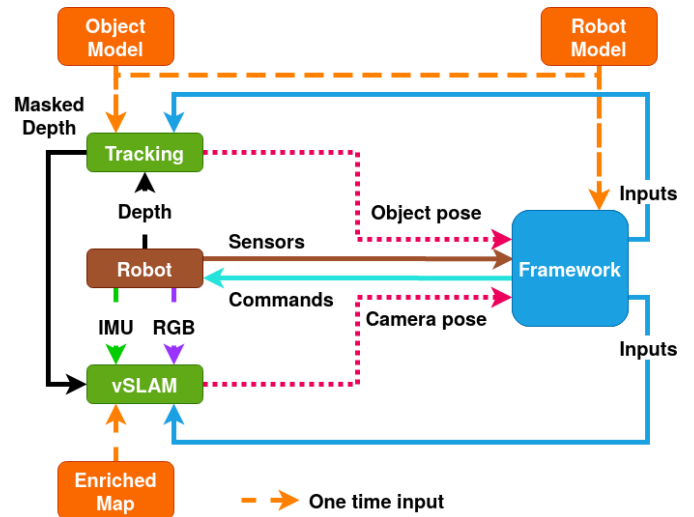 Object
Model
Robot
Model
Masked
Depth
Tracking
Inputs
Depth
Object pose
Sensors
Robot
Framework
Commands
IMU
RGB
Camera pose
Inputs
vSLAM
Enriched
Map
One time input